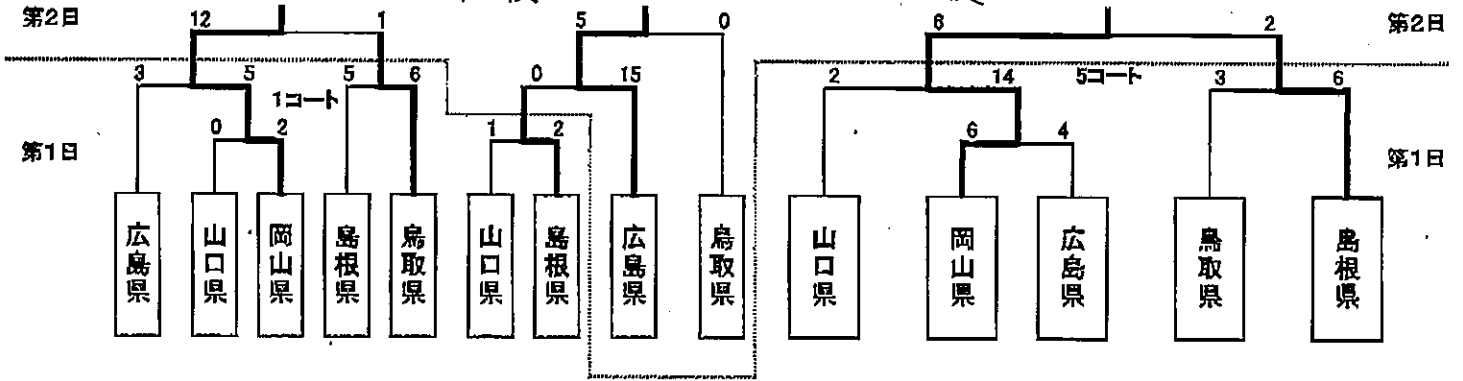 第2日 12 1 5 0 6 2 第2日
3 5 5 6 0 15 2 14 3 6
1コート 5コート
0 2 1 2 6 4
第1日 第1日
広島県 山口県 岡山県 島根県 鳥取県 山口県 島根県 広島県 鳥取県 山口県 岡山県 広島県 鳥取県 島根県